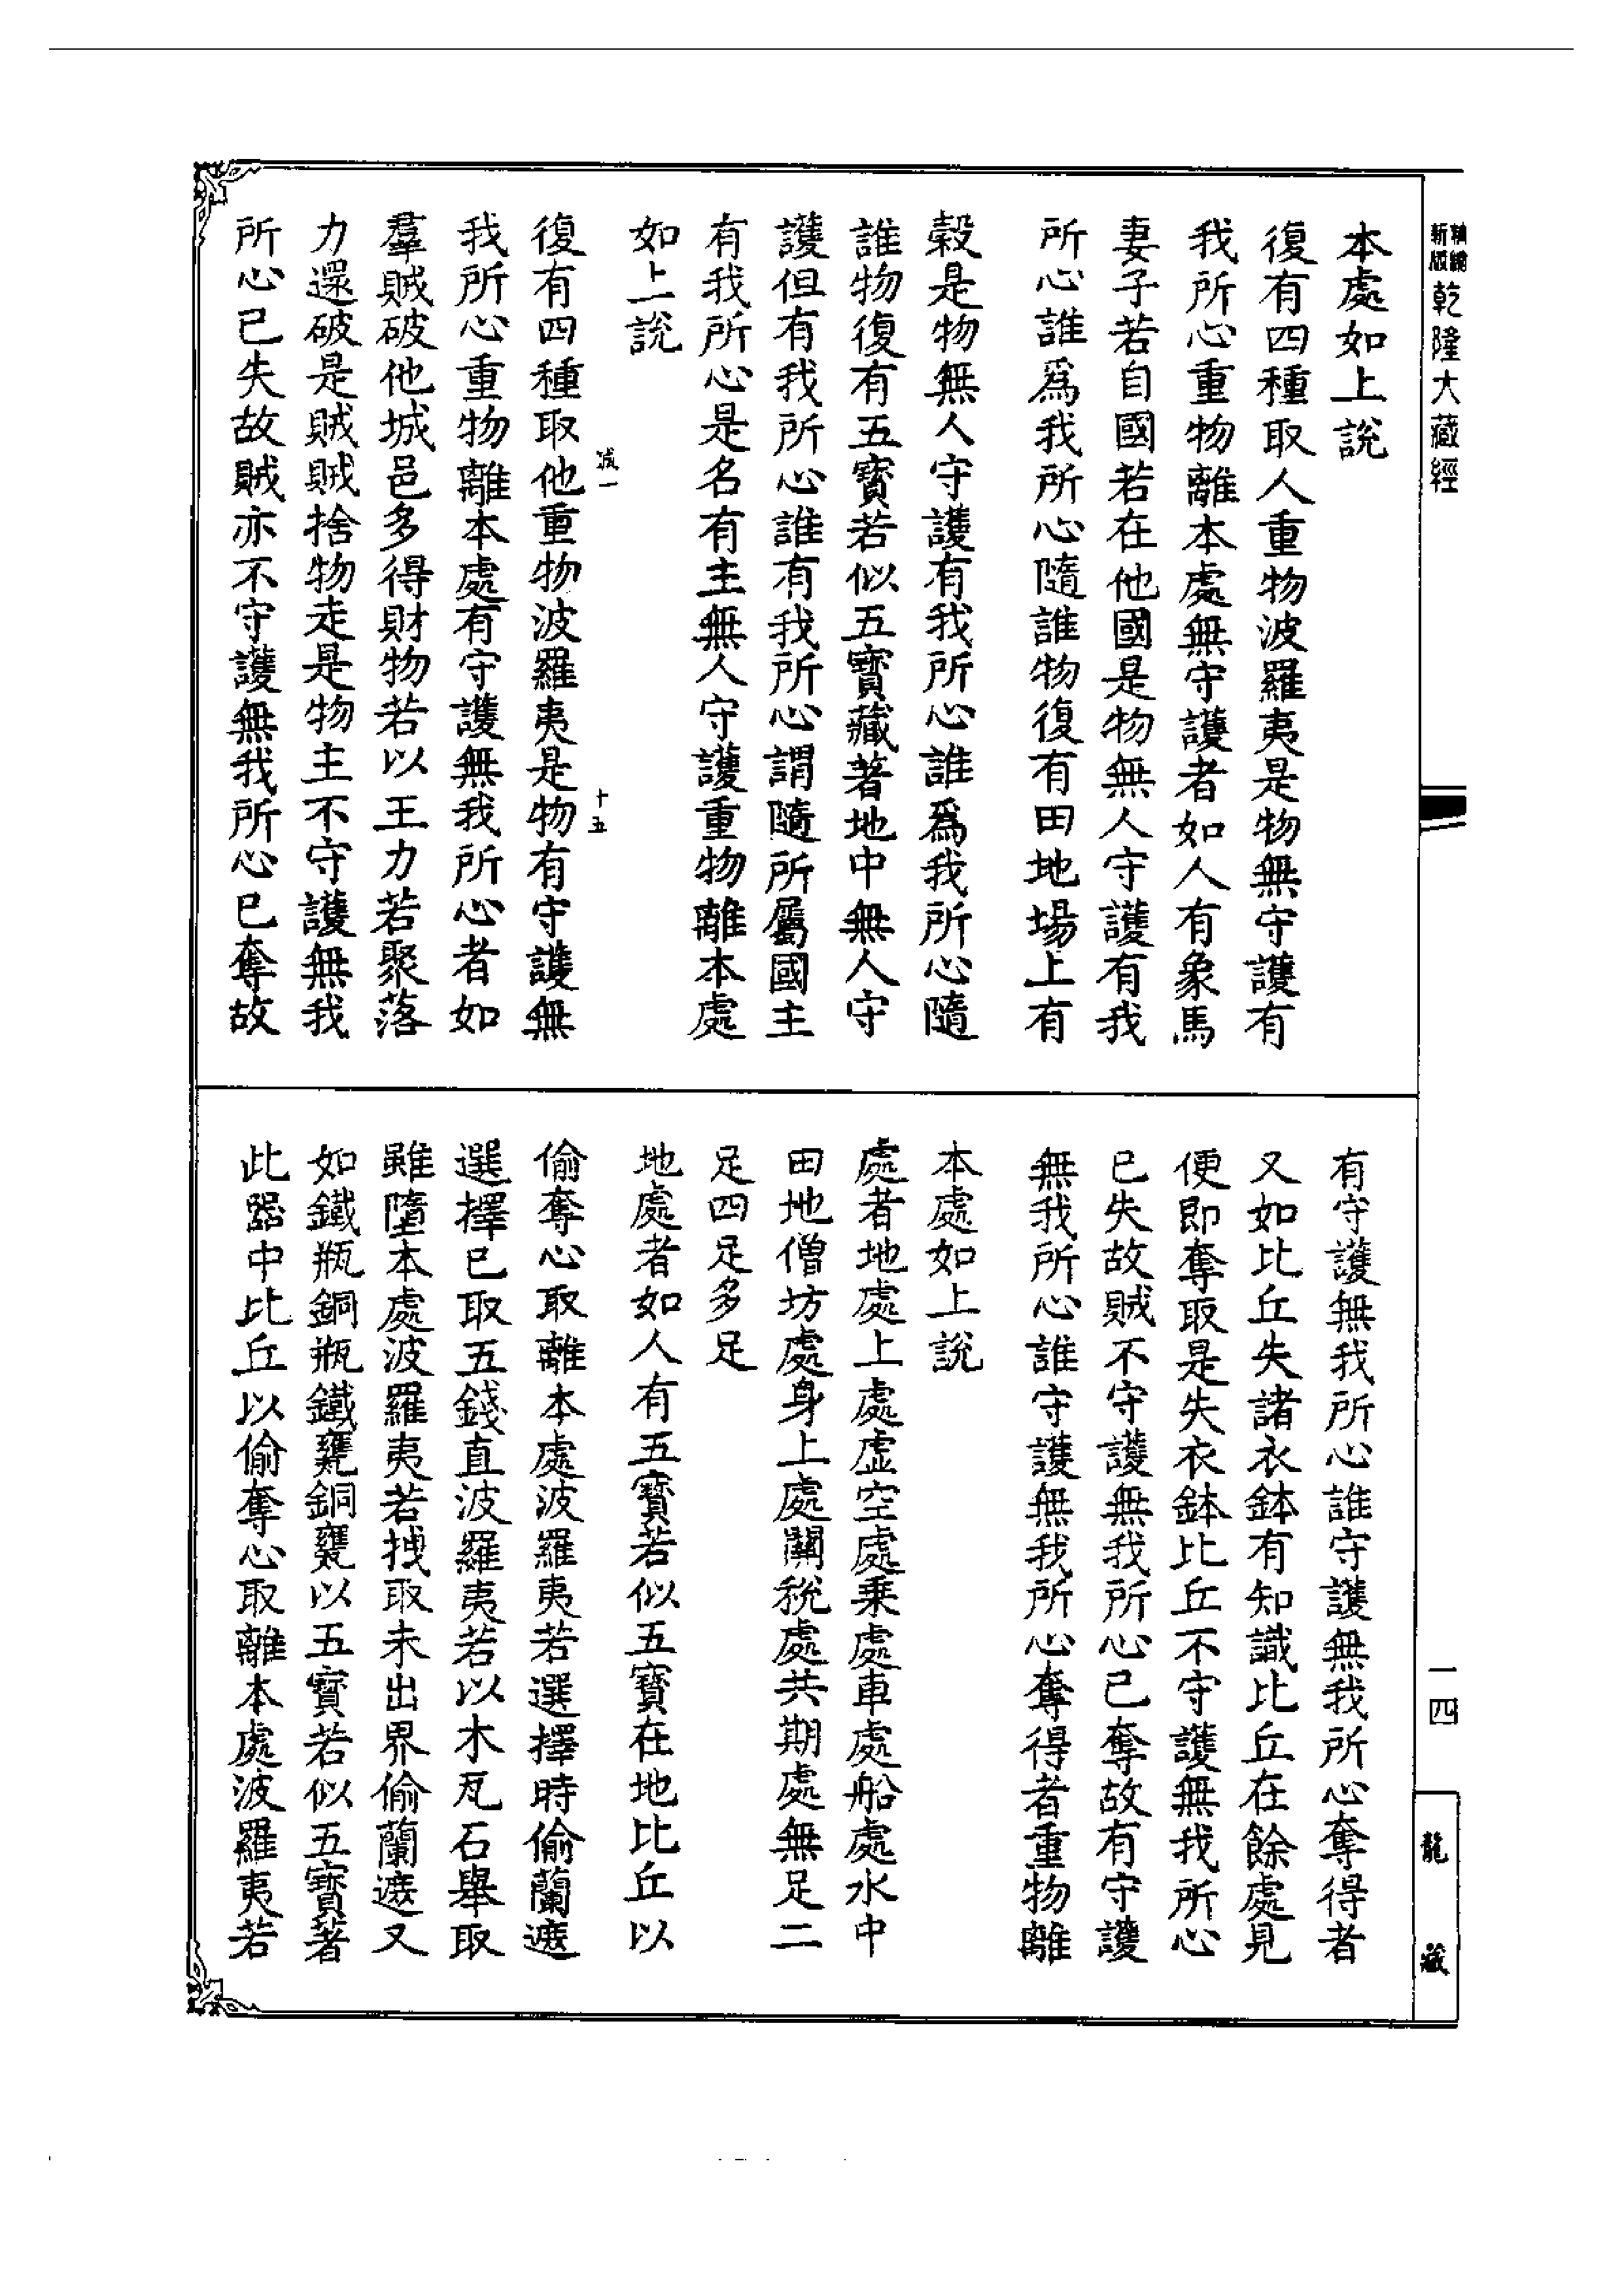 精繡新版乾隆大藏經
本處如上說
復有四種取人重物波羅夷是物無守護有
我所心重物離本處無守護者如人有象馬
妻子若自國若在他國是物無人守護有我
所心誰爲我所心隨誰物復有田地場上有
穀是物無人守護有我所心誰爲我所心隨
誰物復有五寶若似五寶藏著地中無人守
護但有我所心誰有我所心謂隨所屬國主
有我所心是名有主無人守護重物離本處
如上說
減一
十五
復有四種取他重物波羅夷是物有守護無
我所心重物離本處有守護無我所心者如
羣賊破他城邑多得財物若以王力若聚落
力還破是賊賊捨物走是物主不守護無我
所心已失故賊亦不守護無我所心已奪故
有守護無我所心誰守護無我所心奪得者
又如比丘失諸衣鉢有知識比丘在餘處見
便即奪取是失衣鉢比丘不守護無我所心
已失故賊不守護無我所心已奪故有守護
無我所心誰守護無我所心奪得者重物離
本處如上說
處者地處上處虛空處乗處車處船處水中
田地僧坊處身上處關稅處共期處無足二
足四足多足
地處者如人有五寶若似五寶在地比丘以
偷奪心取離本處波羅夷若選擇時偷蘭遮
選擇已取五錢直波羅夷若以木瓦石舉取
雖墮本處波羅夷若拽取未出界偷蘭遮又
如鐵瓶銅瓶鐵甕銅甕以五寶若似五寶著
此器中比丘以偷奪心取離本處波羅夷若
一四
龍藏